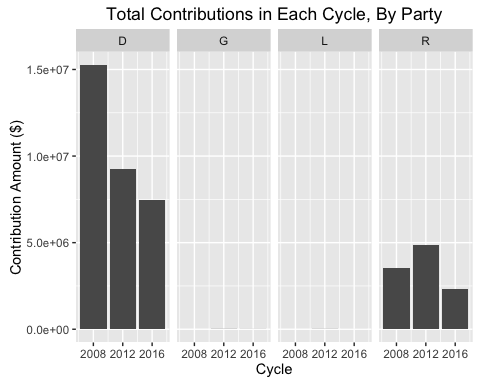 Total Contributions in Each Cycle, By Party
D G L R
1.5e+07
1.0e+07
5.0e+06
0.0e+00
Contribution Amount ($)
2008 2012 2016 2008 2012 2016 2008 2012 2016 2008 2012 2016
Cycle